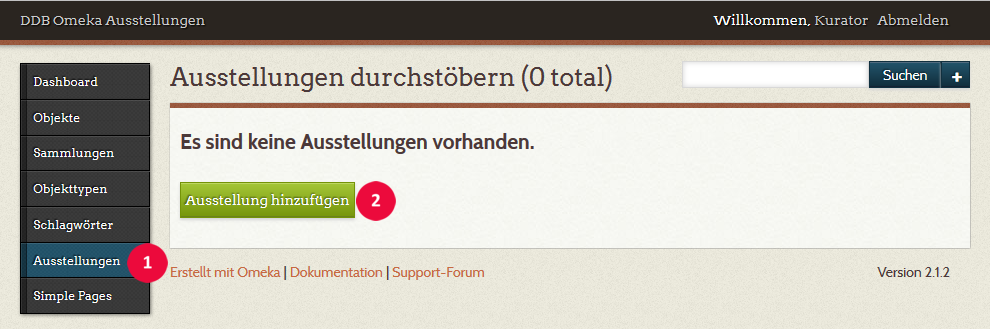 DDB Omeka Ausstellungen
Willkommen, Kurator Abmelden
Dashboard
Objekte
Sammlungen
Objekttypen
Schlagwörter
Ausstellungen 1
Simple Pages
Ausstellungen durchstöbern (0 total)
Suchen +
Es sind keine Ausstellungen vorhanden.
Ausstellung hinzufügen 2
Erstellt mit Omeka | Dokumentation | Support-Forum
Version 2.1.2